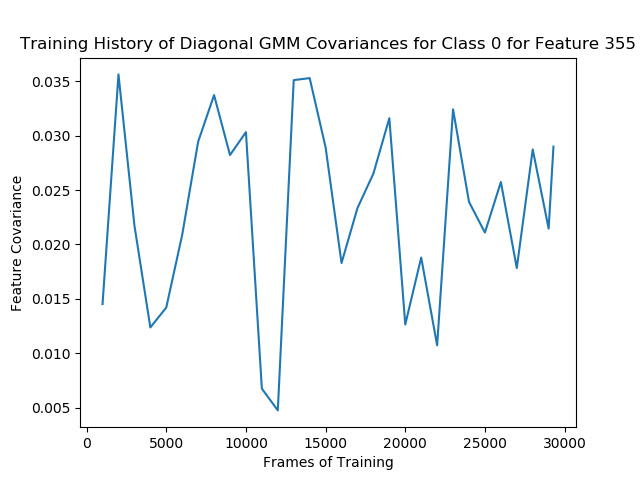 Training History of Diagonal GMM Covariances for Class 0 for Feature 355
Feature Covariance
0.035
0.030
0.025
0.020
0.015
0.010
0.005
0 5000 10000 15000 20000 25000 30000
Frames of Training